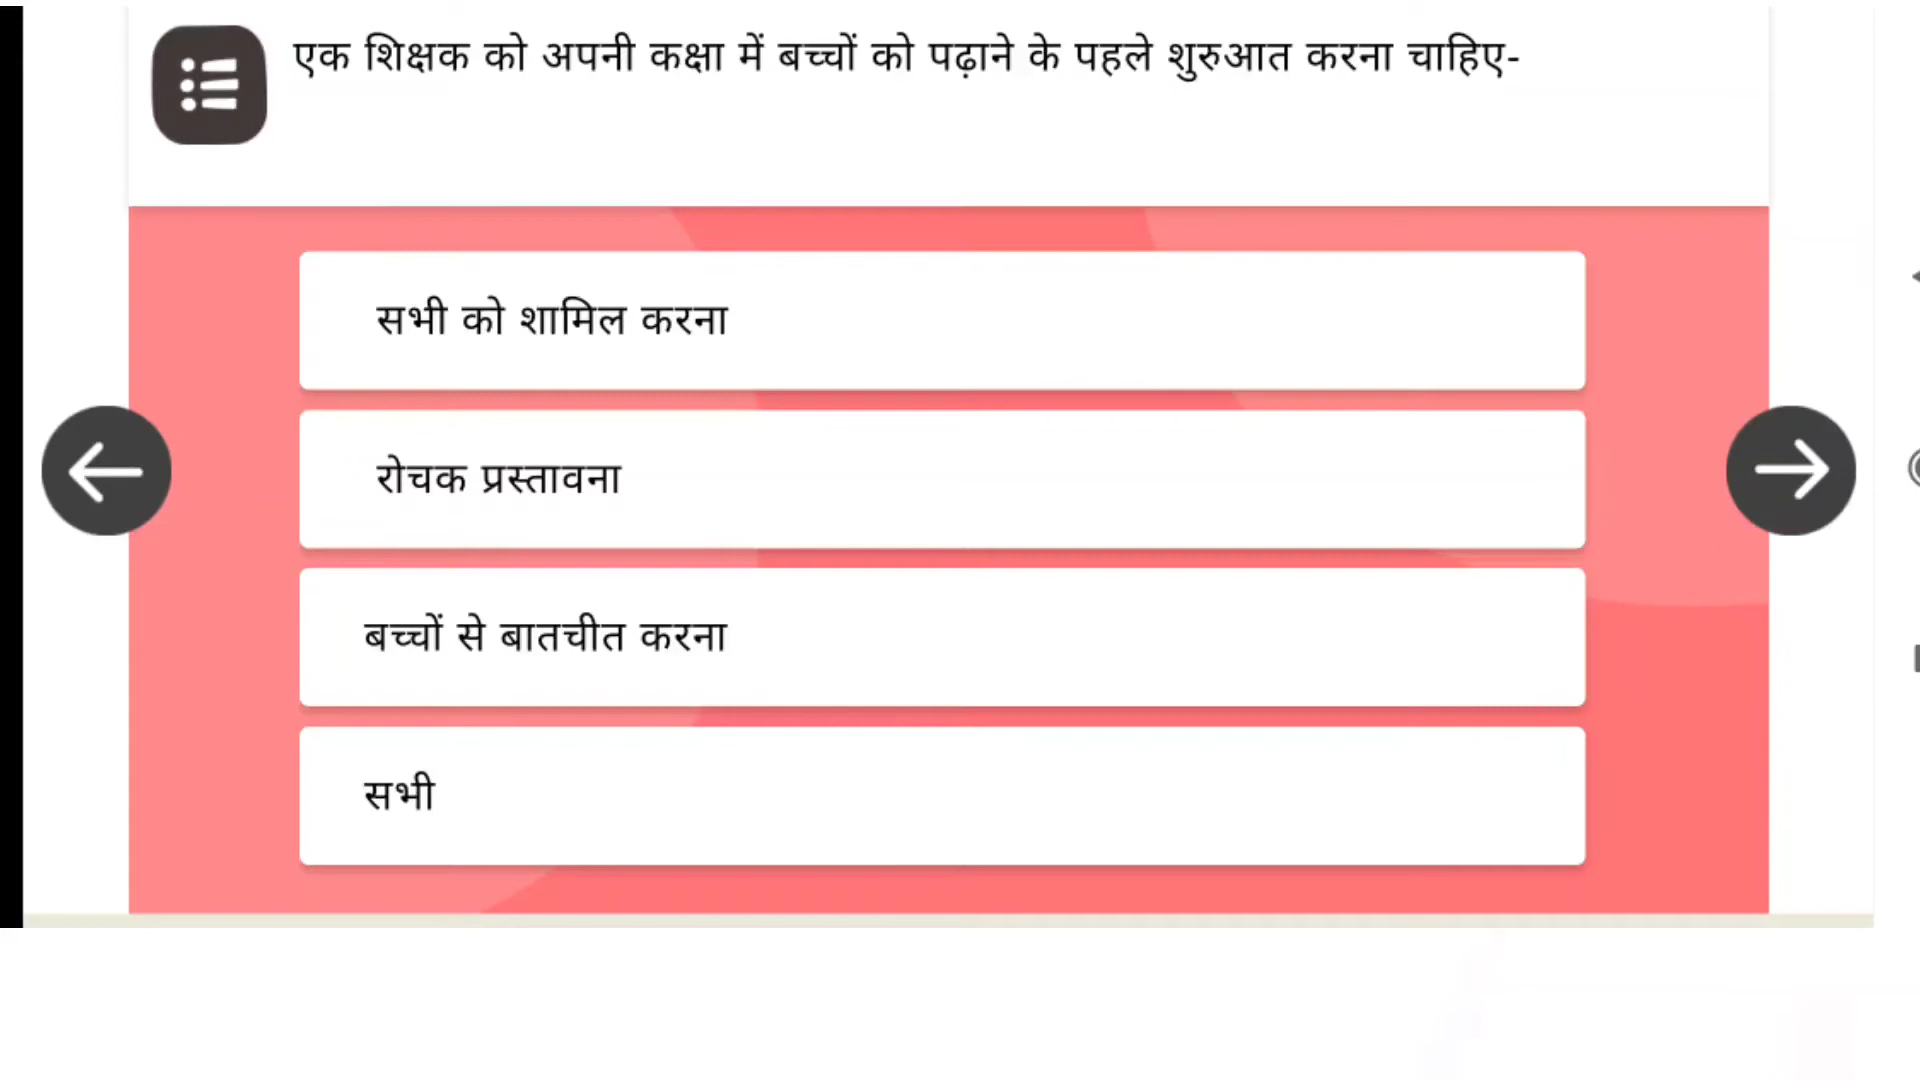 एक शिक्षक को अपनी कक्षा में बच्चों को पढ़ाने के पहले शुरुआत करना चाहिए-
सभी को शामिल करना
रोचक प्रस्तावना
बच्चों से बातचीत करना
सभी